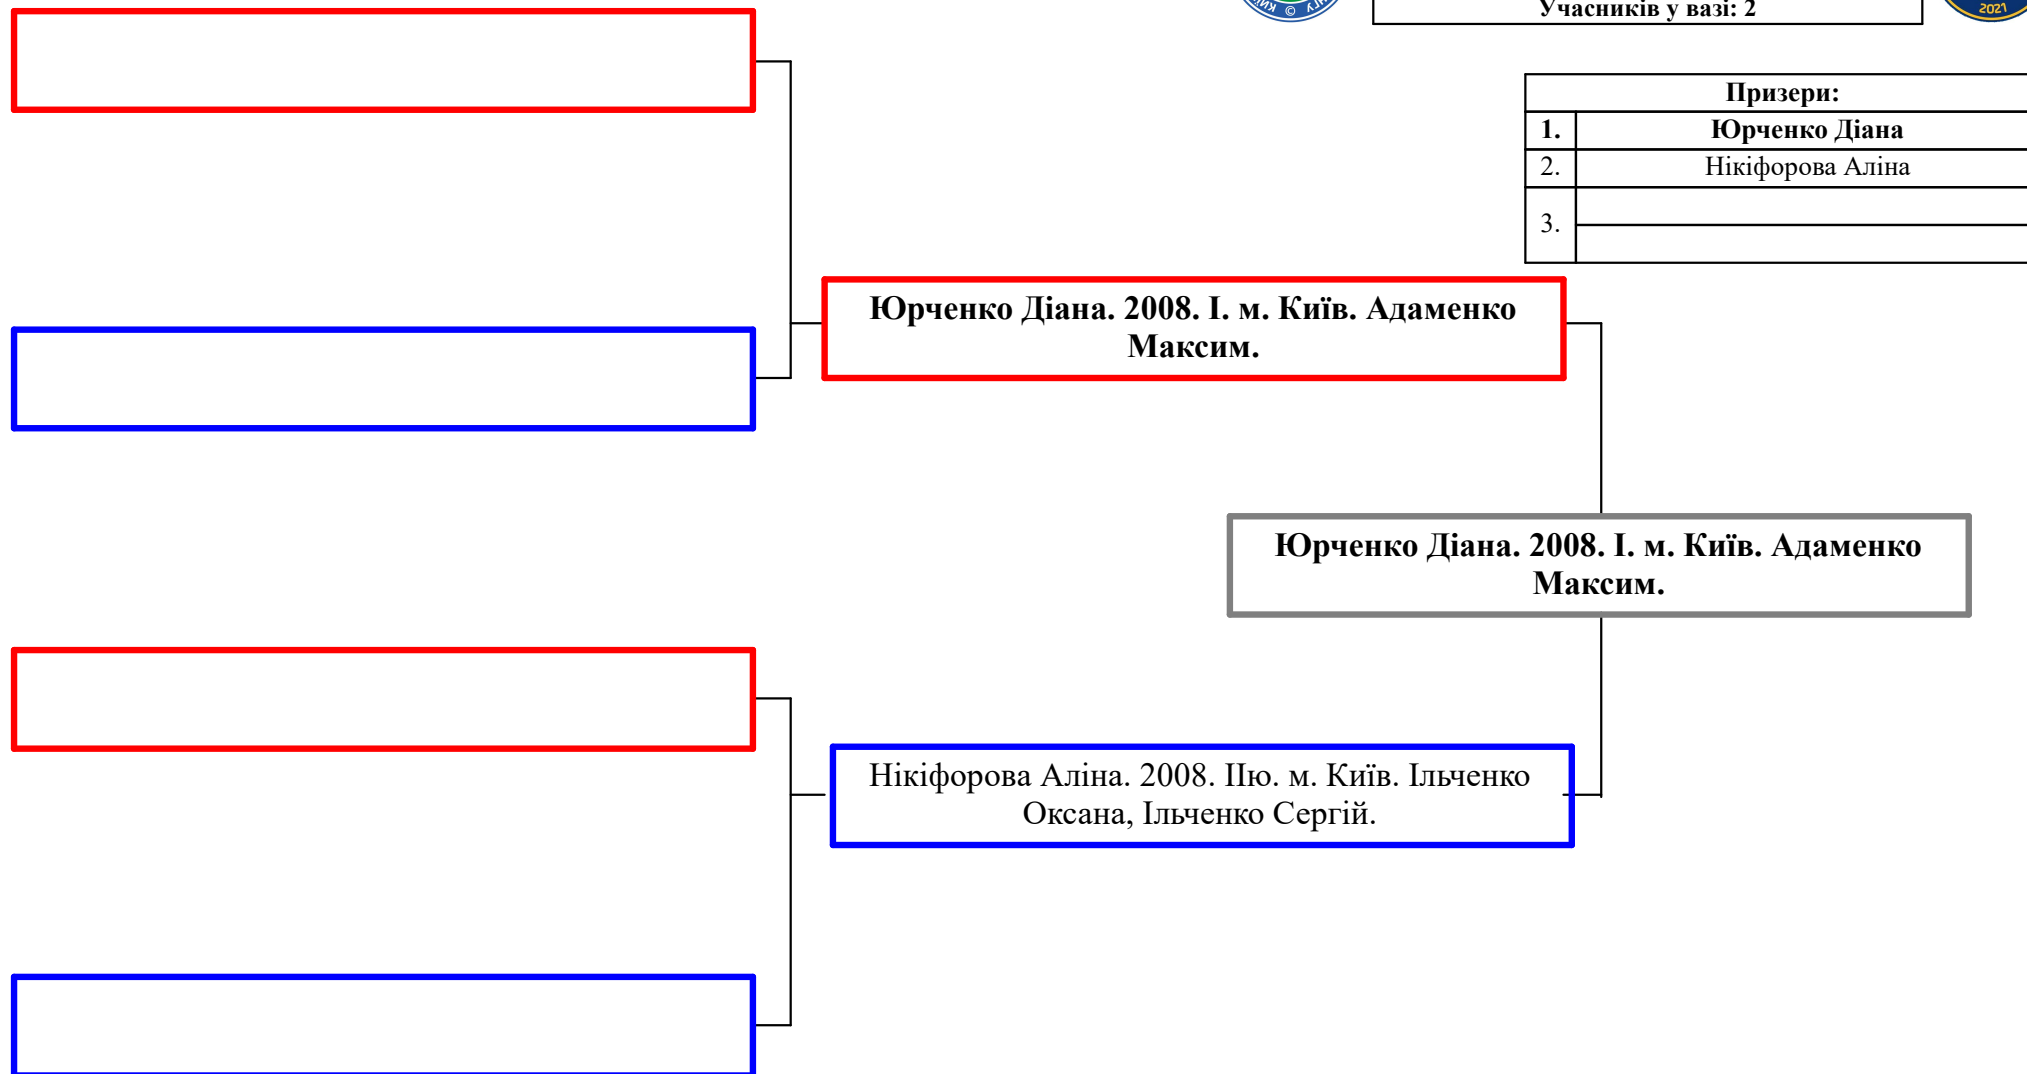 Учасників у вазі: 2
2021
Призери:
1. Юрченко Діана
2. Нікіфорова Аліна
3.
Юрченко Діана. 2008. І. м. Київ. Адаменко
Максим.
Юрченко Діана. 2008. І. м. Київ. Адаменко
Максим.
Нікіфорова Аліна. 2008. ІІю. м. Київ. Ільченко
Оксана, Ільченко Сергій.